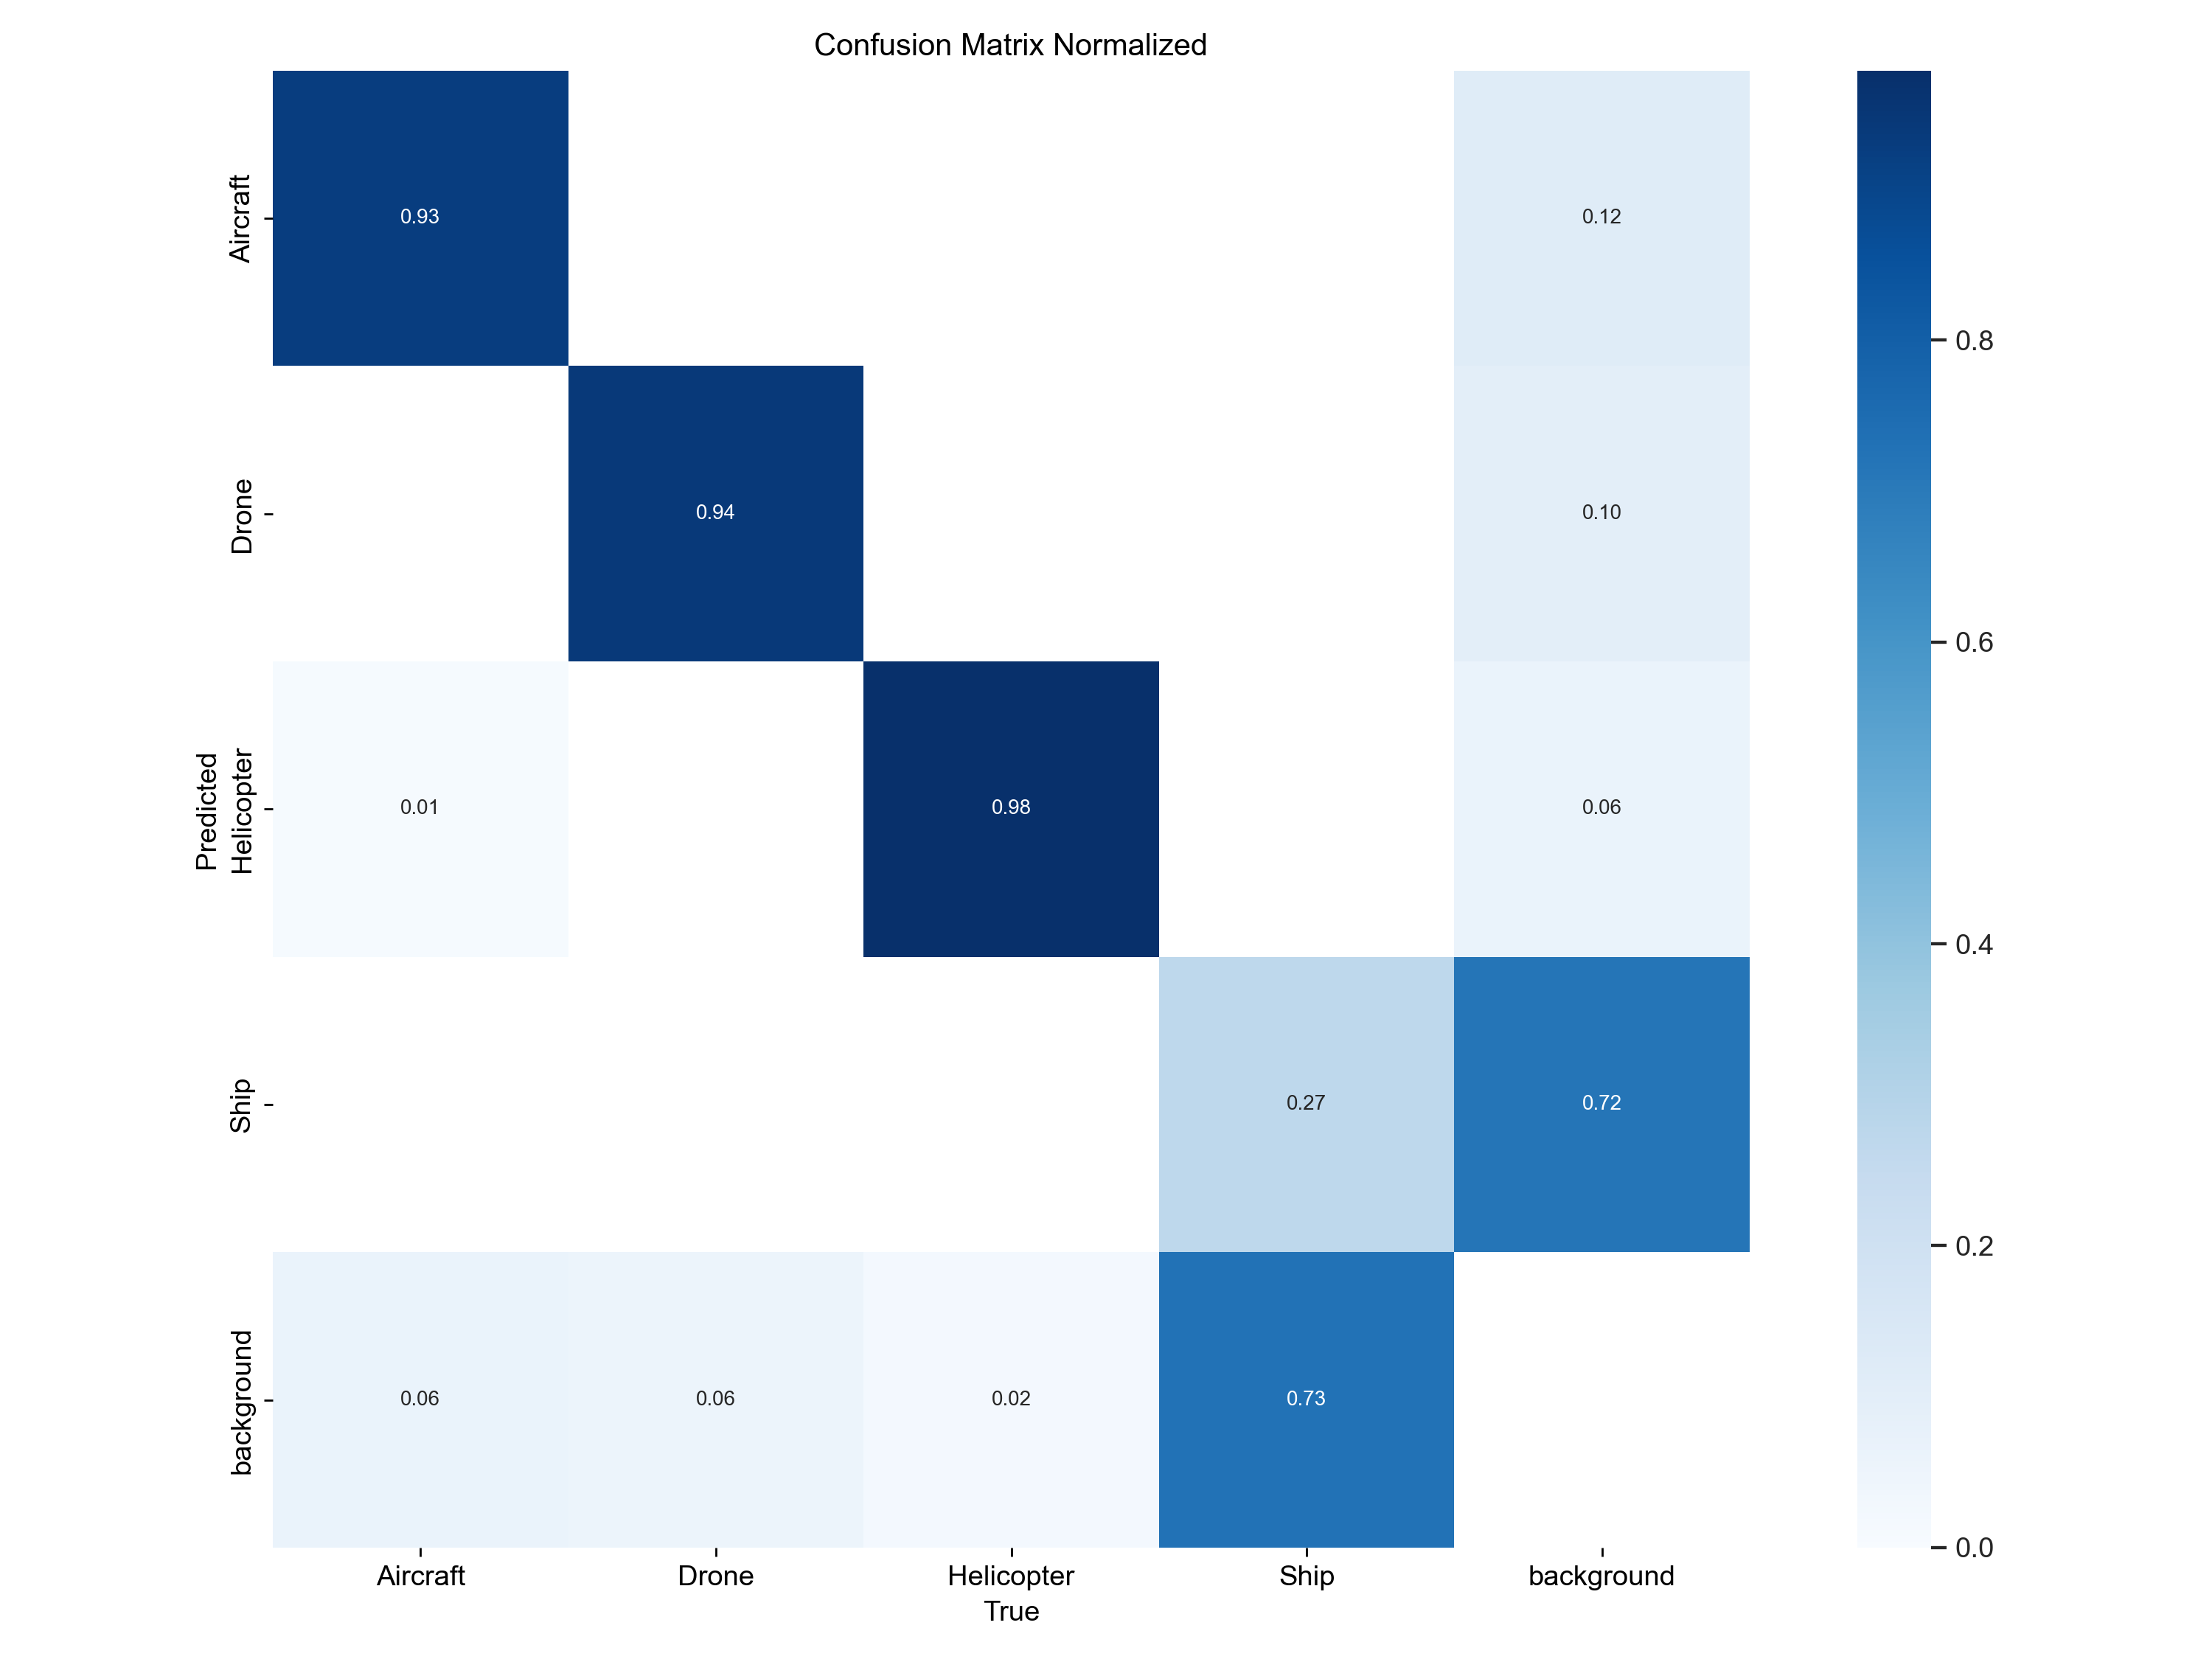 Confusion Matrix Normalized
Aircraft
0.93
0.12
0.8
Drone
0.94
0.10
0.6
Predicted
Helicopter
0.01
0.98
0.06
0.4
Ship
0.27
0.72
0.2
background
0.06
0.06
0.02
0.73
0.0
Aircraft
Drone
Helicopter
Ship
background
True